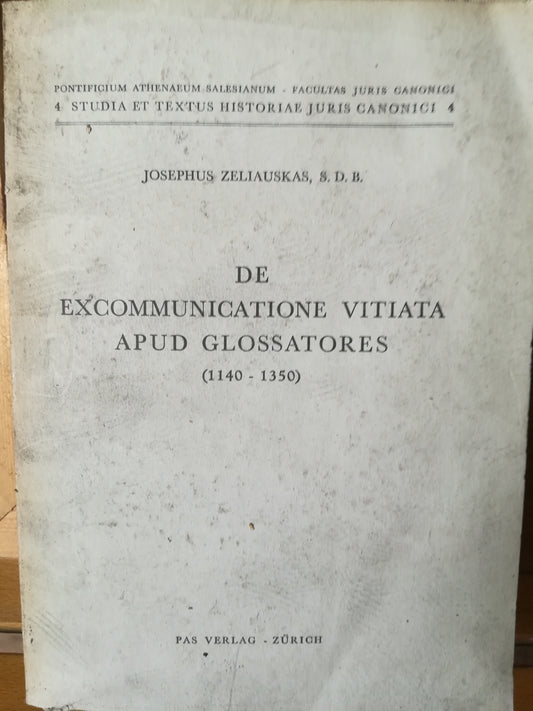 PONTIFICIUM ATHENAEUM SALESIANUM - FACULTAS JURIS CANONICI
4 STUDIA ET TEXTUS HISTORIAE JURIS CANONICI 4
JOSEPHUS ZELIAUSKAS, S. D. B.
DE
EXCOMMUNICATIONE VITIATA
APUD GLOSSATORES
(1140 - 1350)
PAS VERLAG - ZÜRICH